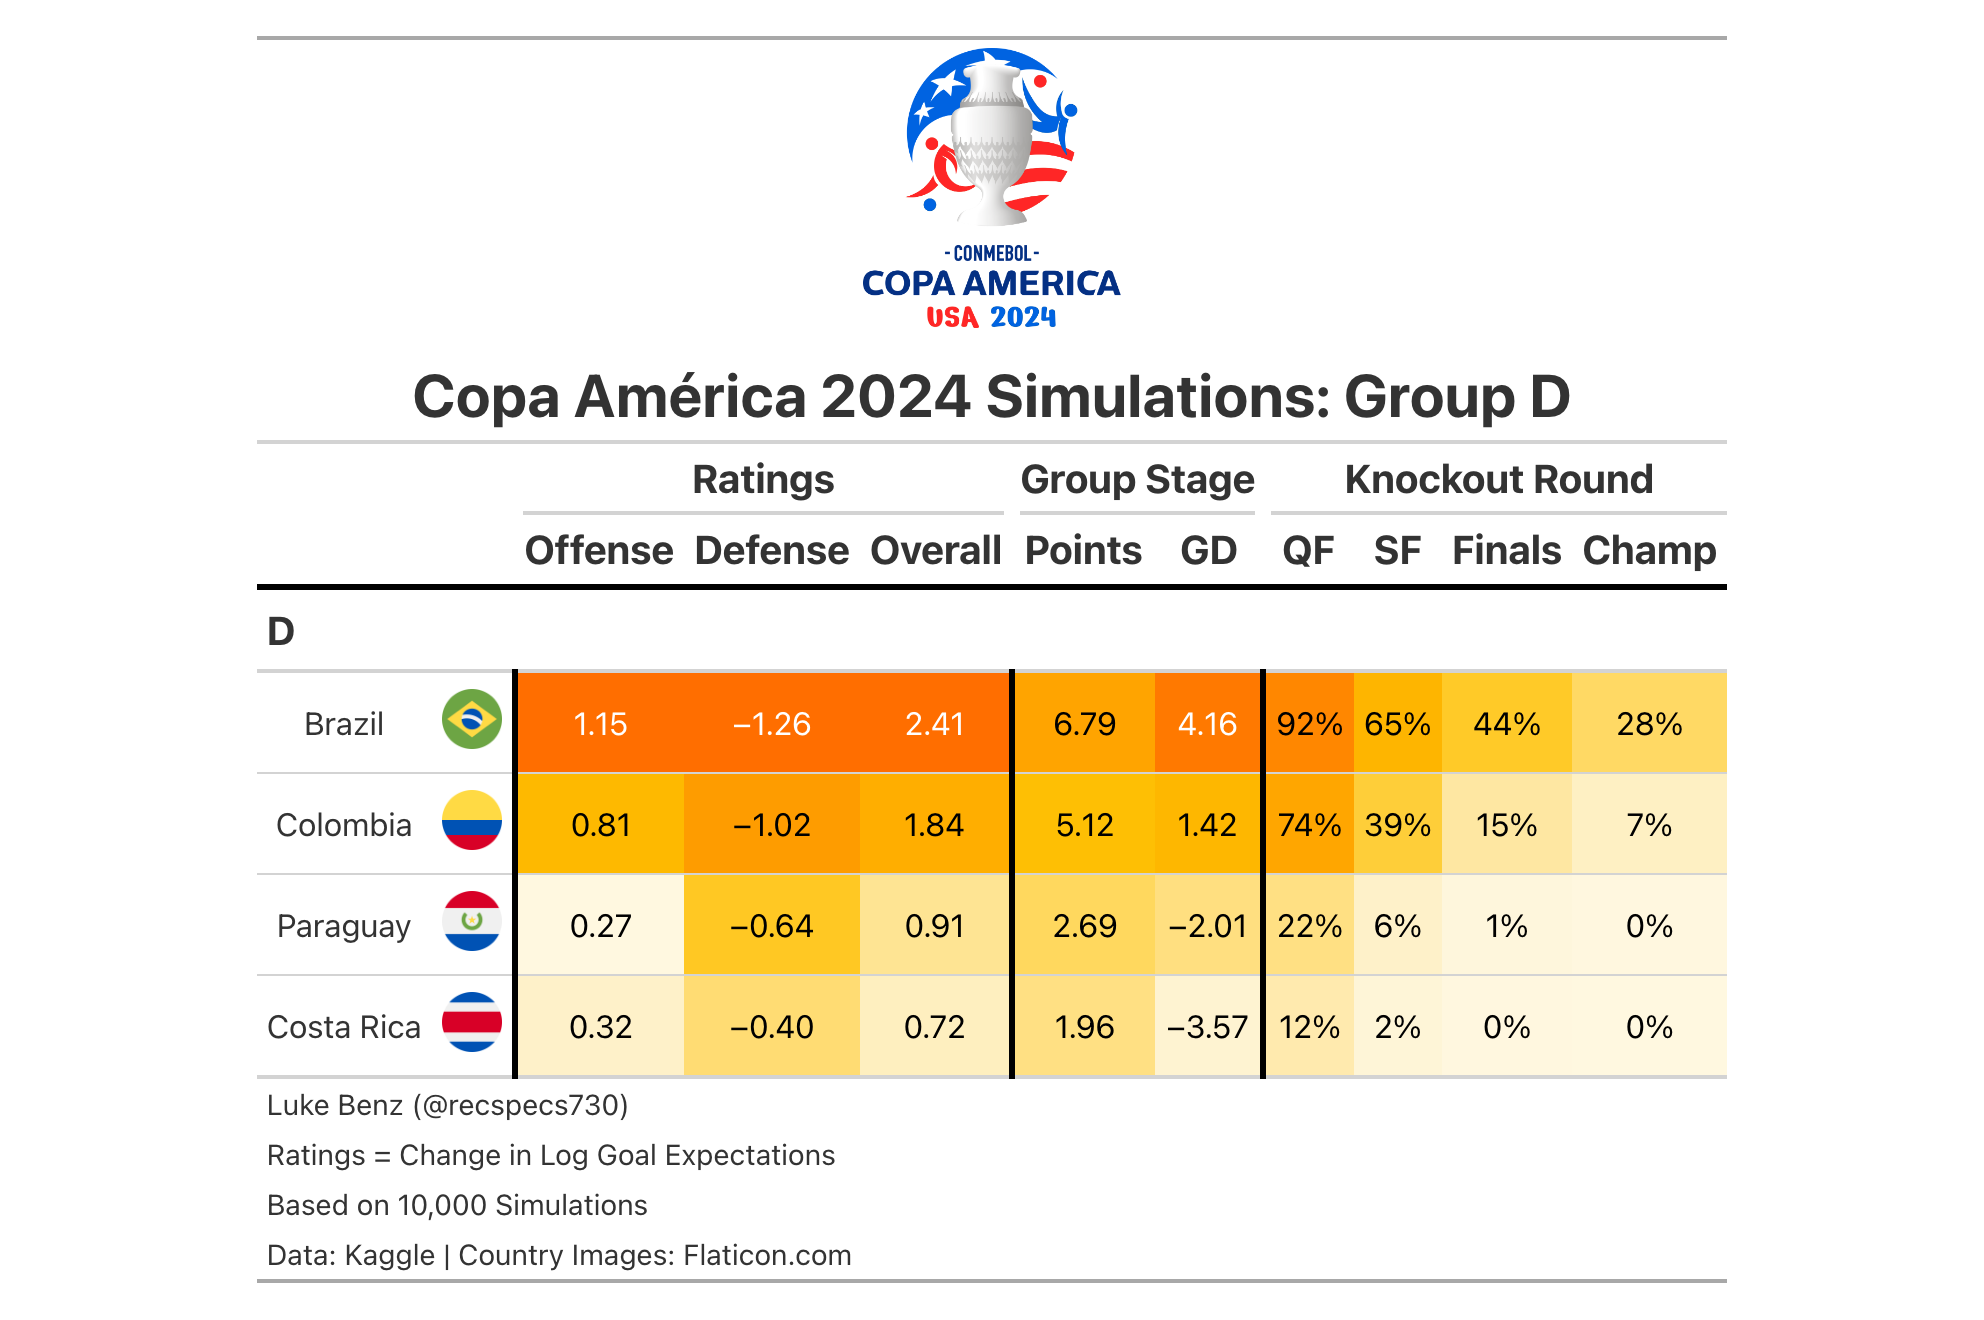 - CONMEBOL -
COPA AMERICA
USA 2024
Copa América 2024 Simulations: Group D
Ratings Group Stage Knockout Round
Offense Defense Overall Points GD QF SF Finals Champ
D
Brazil 1.15 −1.26 2.41 6.79 4.16 92% 65% 44% 28%
Colombia 0.81 −1.02 1.84 5.12 1.42 74% 39% 15% 7%
Paraguay 0.27 −0.64 0.91 2.69 −2.01 22% 6% 1% 0%
Costa Rica 0.32 −0.40 0.72 1.96 −3.57 12% 2% 0% 0%
Luke Benz (@recspecs730)
Ratings = Change in Log Goal Expectations
Based on 10,000 Simulations
Data: Kaggle | Country Images: Flaticon.com